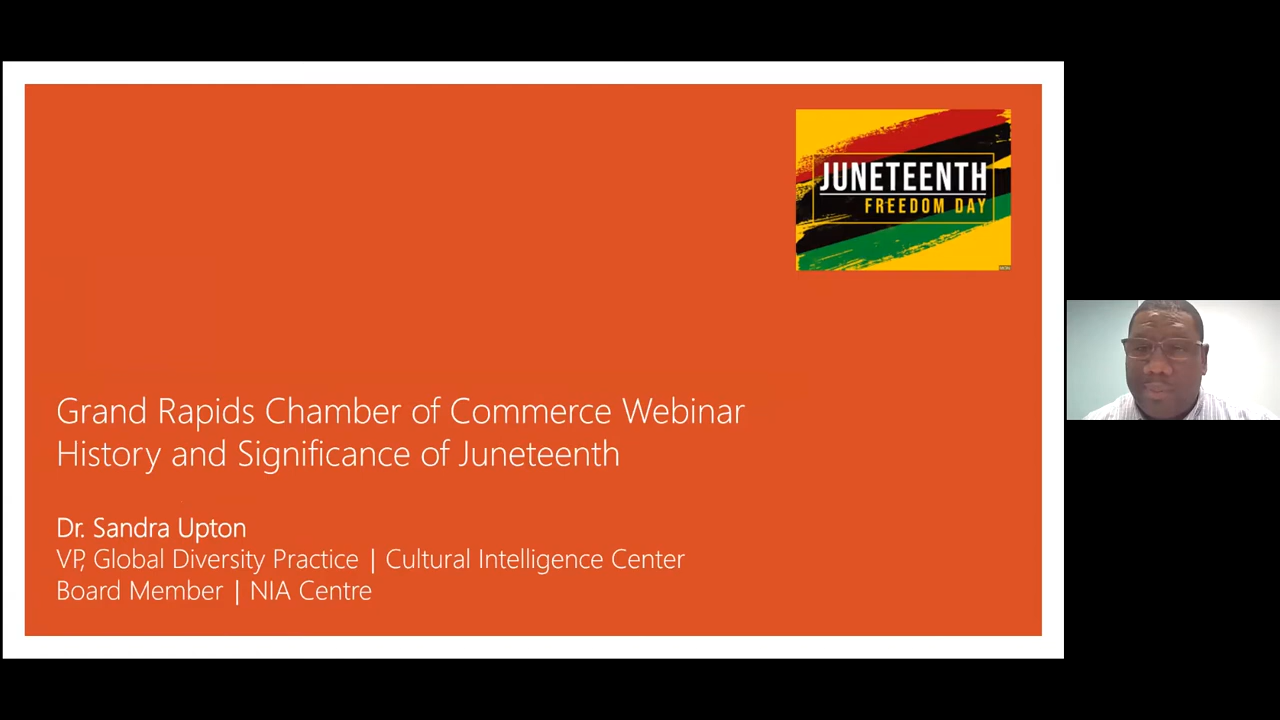 JUNETEENTH
FREEDOM DAY
Grand Rapids Chamber of Commerce Webinar
History and Significance of Juneteenth
Dr. Sandra Upton
VP, Global Diversity Practice | Cultural Intelligence Center
Board Member | NIA Centre